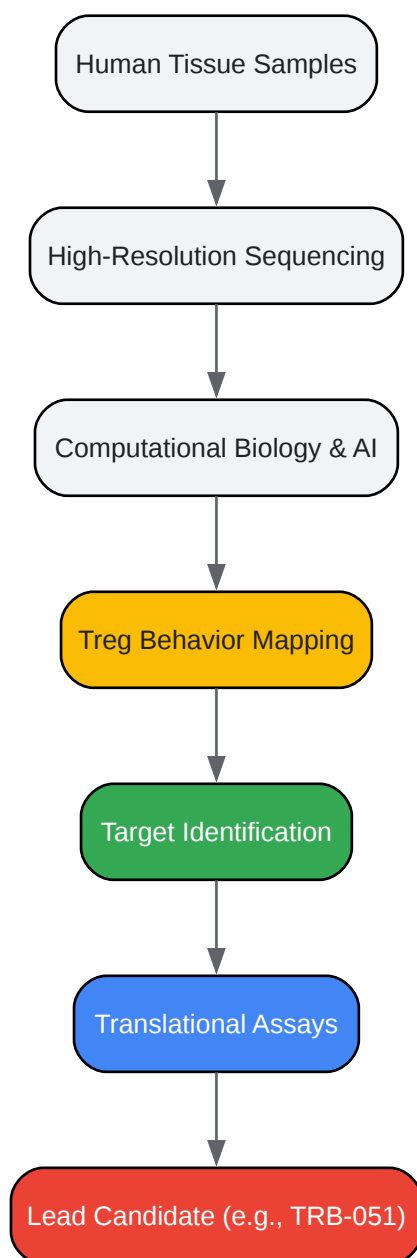 Human Tissue Samples
High-Resolution Sequencing
Computational Biology & AI
Treg Behavior Mapping
Target Identification
Translational Assays
Lead Candidate (e.g., TRB-051)